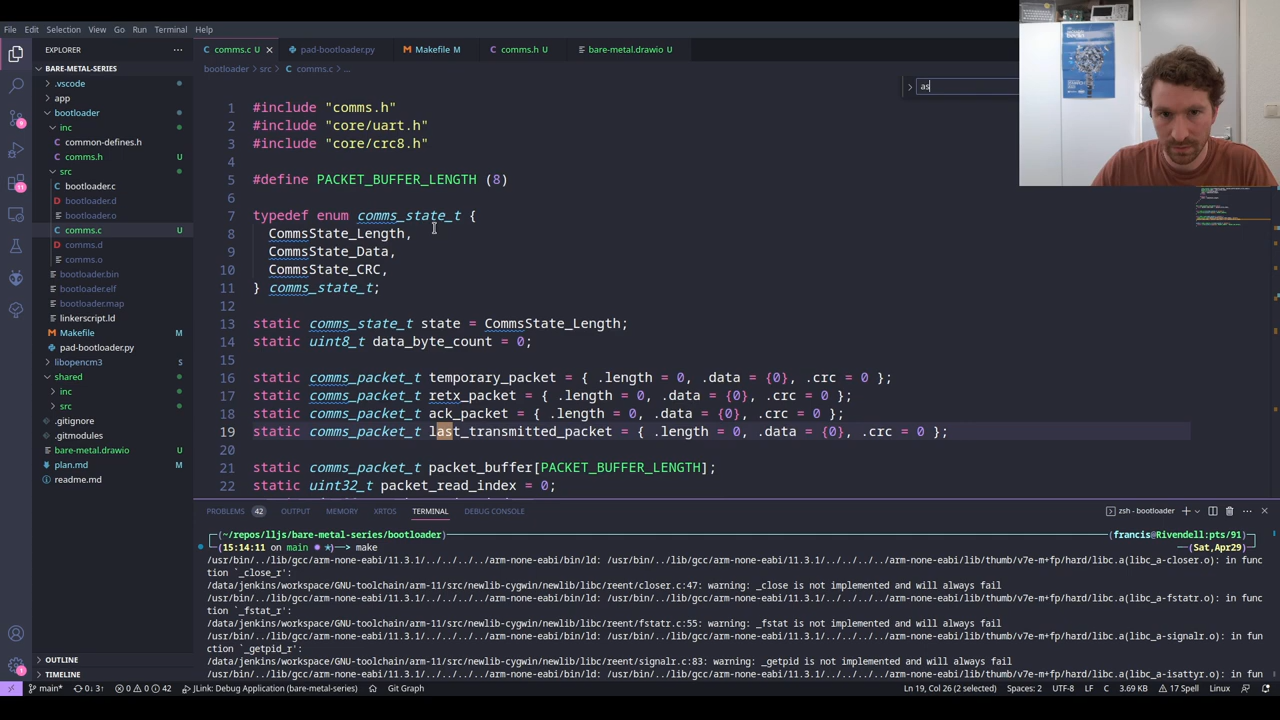 File Edit Selection View Go Run Terminal Help
EXPLORER
BARE-METAL-SERIES
.vscode
app
bootloader
inc
common-defines.h
comms.h U
src
bootloader.c
bootloader.d
bootloader.o
comms.c U
comms.d
comms.o
bootloader.bin
bootloader.elf
bootloader.map
linkerscript.ld
Makefile M
pad-bootloader.py
libopencm3 S
shared
inc
src
.gitignore
.gitmodules
bare-metal.drawio U
plan.md M
readme.md
OUTLINE
TIMELINE
comms.c U
pad-bootloader.py
Makefile M
comms.h U
bare-metal.drawio U
bootloader > src > comms.c > ...
as
1 #include "comms.h"
2 #include "core/uart.h"
3 #include "core/crc8.h"
4
5 #define PACKET_BUFFER_LENGTH (8)
6
7 typedef enum comms_state_t {
8 CommsState_Length,
9 CommsState_Data,
10 CommsState_CRC,
11 } comms_state_t;
12
13 static comms_state_t state = CommsState_Length;
14 static uint8_t data_byte_count = 0;
15
16 static comms_packet_t temporary_packet = { .length = 0, .data = {0}, .crc = 0 };
17 static comms_packet_t retx_packet = { .length = 0, .data = {0}, .crc = 0 };
18 static comms_packet_t ack_packet = { .length = 0, .data = {0}, .crc = 0 };
19 static comms_packet_t last_transmitted_packet = { .length = 0, .data = {0}, .crc = 0 };
20
21 static comms_packet_t packet_buffer[PACKET_BUFFER_LENGTH];
22 static uint32_t packet_read_index = 0;
PROBLEMS 42 OUTPUT MEMORY XRTOS TERMINAL DEBUG CONSOLE
zsh - bootloader
(~/repos/lljs/bare-metal-series/bootloader) (francis@Rivendell:pts/91)
(15:14:11 on main)--> make (Sat,Apr29)
/usr/bin/../lib/gcc/arm-none-eabi/11.3.1/../../../../arm-none-eabi/bin/ld: /usr/bin/../lib/gcc/arm-none-eabi/11.3.1/../../../../arm-none-eabi/lib/thumb/v7e-m+fp/hard/libc.a(libc_a-closer.o): in func
tion `_close_r':
/data/jenkins/workspace/GNU-toolchain/arm-11/src/newlib-cygwin/newlib/libc/reent/closer.c:47: warning: _close is not implemented and will always fail
/usr/bin/../lib/gcc/arm-none-eabi/11.3.1/../../../../arm-none-eabi/bin/ld: /usr/bin/../lib/gcc/arm-none-eabi/11.3.1/../../../../arm-none-eabi/lib/thumb/v7e-m+fp/hard/libc.a(libc_a-fstatr.o): in func
tion `_fstat_r':
/data/jenkins/workspace/GNU-toolchain/arm-11/src/newlib-cygwin/newlib/libc/reent/fstatr.c:55: warning: _fstat is not implemented and will always fail
/usr/bin/../lib/gcc/arm-none-eabi/11.3.1/../../../../arm-none-eabi/bin/ld: /usr/bin/../lib/gcc/arm-none-eabi/11.3.1/../../../../arm-none-eabi/lib/thumb/v7e-m+fp/hard/libc.a(libc_a-signalr.o): in fun
ction `_getpid_r':
/data/jenkins/workspace/GNU-toolchain/arm-11/src/newlib-cygwin/newlib/libc/reent/signalr.c:83: warning: _getpid is not implemented and will always fail
/usr/bin/../lib/gcc/arm-none-eabi/11.3.1/../../../../arm-none-eabi/bin/ld: /usr/bin/../lib/gcc/arm-none-eabi/11.3.1/../../../../arm-none-eabi/lib/thumb/v7e-m+fp/hard/libc.a(libc_a-isattyr.o): in fun
main* 0↓ 3↑ 0 0 42 JLink: Debug Application (bare-metal-series) Git Graph Ln 19, Col 26 (2 selected) Spaces: 2 UTF-8 LF C 3.69 KB 17 Spell Linux